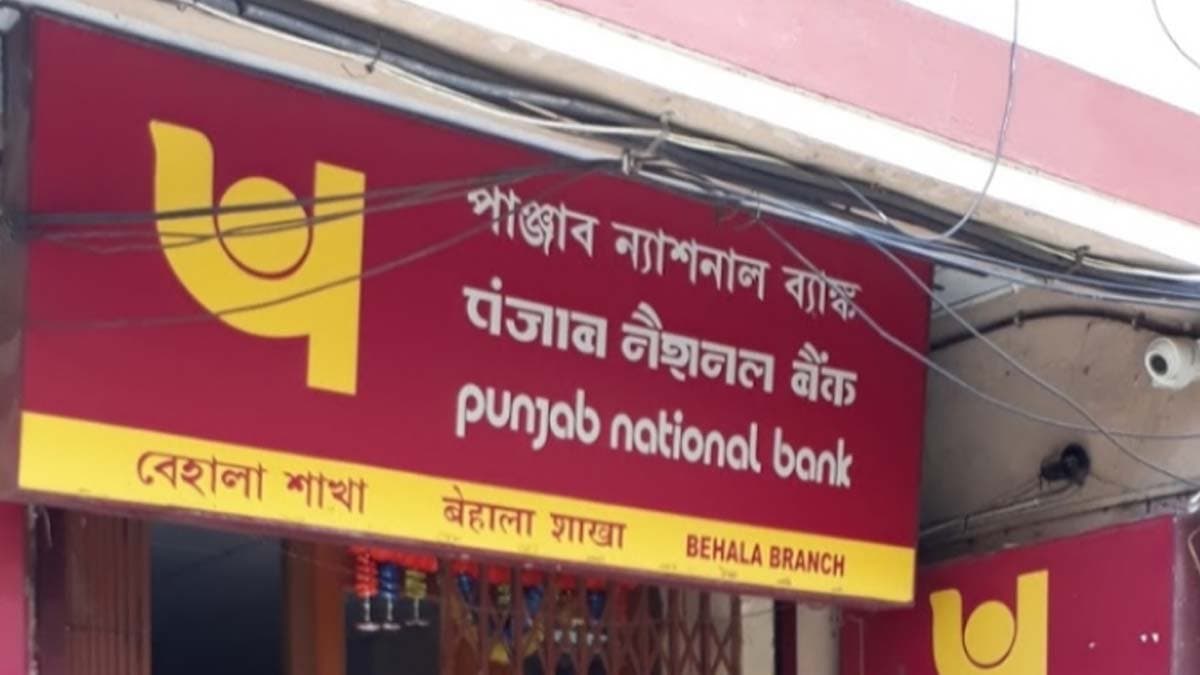 পাঞ্জাব ন্যাশনাল ব্যাঙ্ক
पंजाब नैशनल बैंक
punjab national bank
বেহালা শাখা बेहाला शाखा BEHALA BRANCH